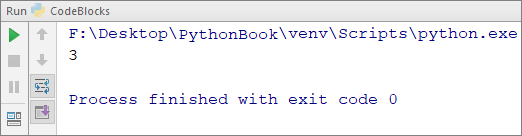 Run CodeBlocks
F:\Desktop\PythonBook\venv\Scripts\python.exe
3
Process finished with exit code 0